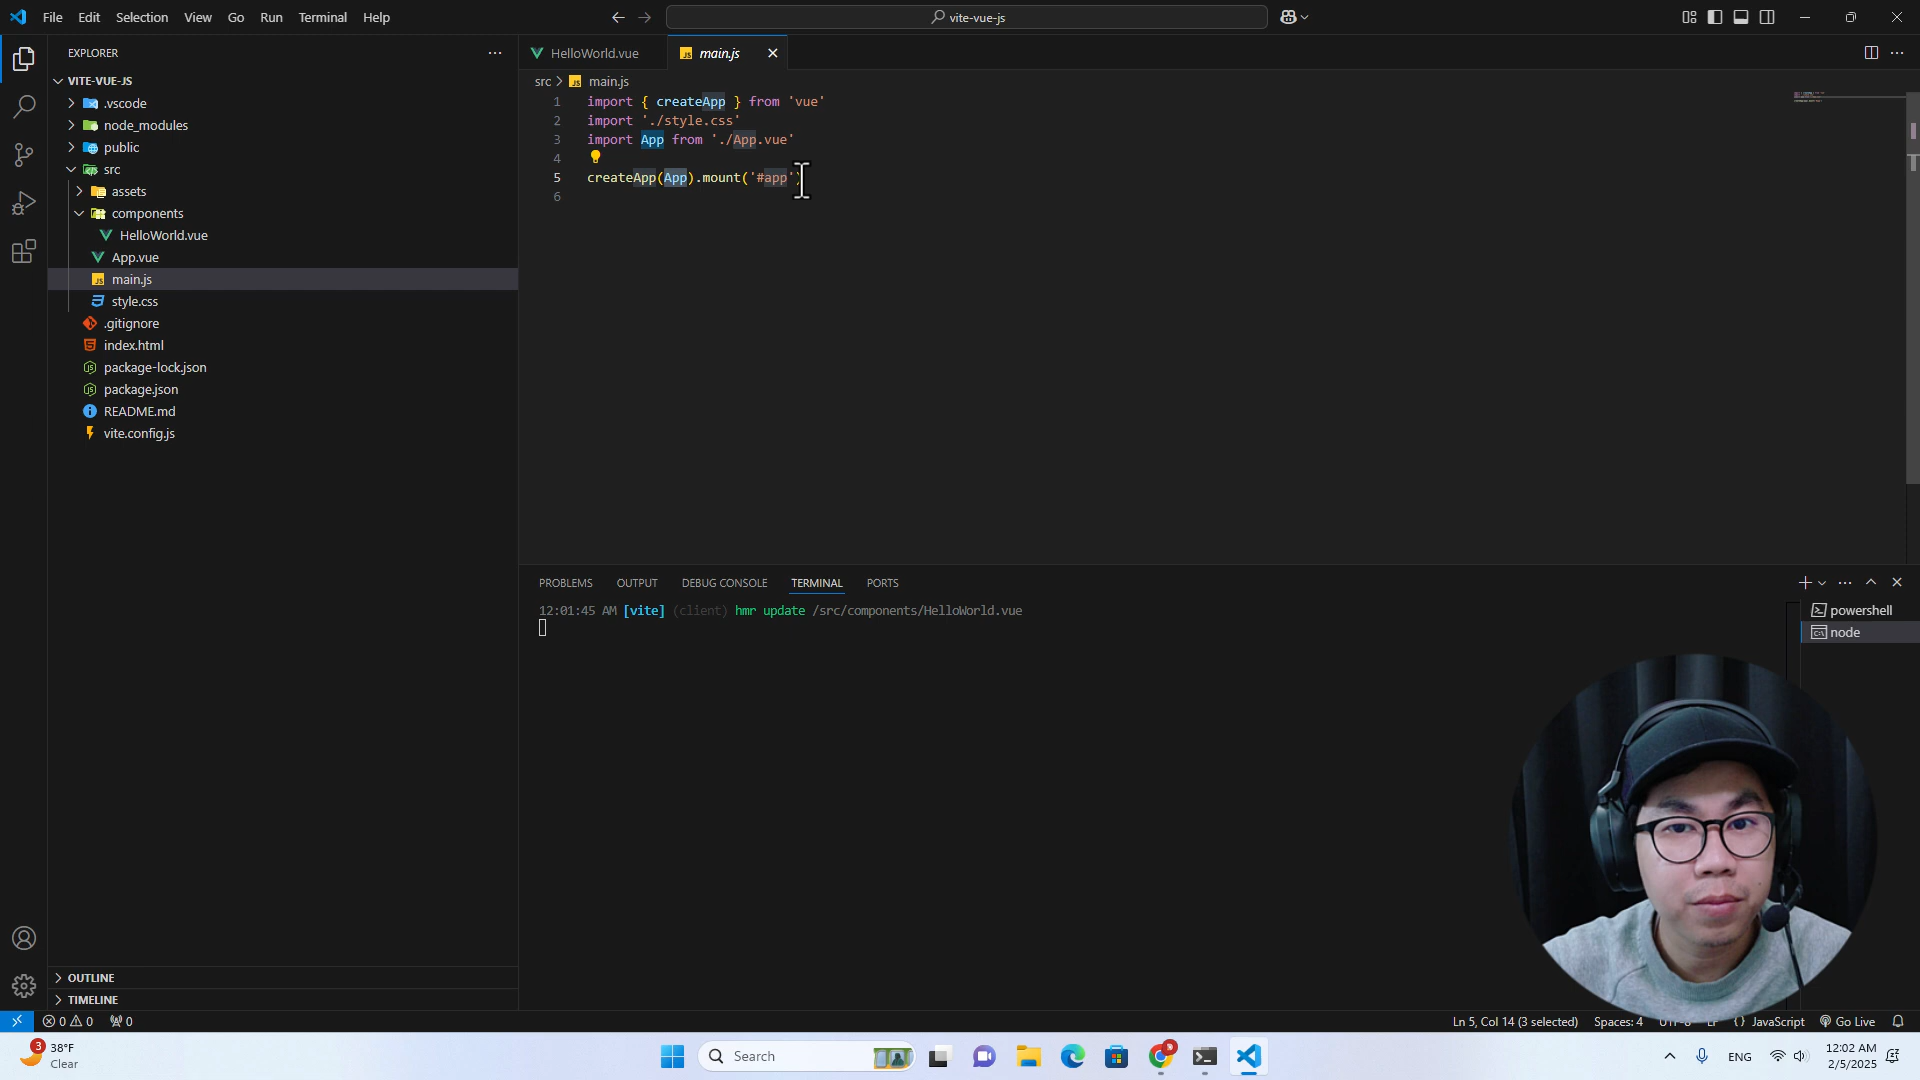 File Edit Selection View Go Run Terminal Help
vite-vue-js
EXPLORER
VITE-VUE-JS
.vscode
node_modules
public
src
assets
components
HelloWorld.vue
App.vue
main.js
style.css
.gitignore
index.html
package-lock.json
package.json
README.md
vite.config.js
OUTLINE
TIMELINE
HelloWorld.vue
main.js
src > main.js
1 import { createApp } from 'vue'
2 import './style.css'
3 import App from './App.vue'
4
5 createApp(App).mount('#app')
6
PROBLEMS OUTPUT DEBUG CONSOLE TERMINAL PORTS
12:01:45 AM [vite] (client) hmr update /src/components/HelloWorld.vue
powershell
node
0 0 0
Ln 5, Col 14 (3 selected) Spaces: 4 UTF-8 LF {} JavaScript Go Live
3
38°F
Clear
Search
ENG
12:02 AM
2/5/2025